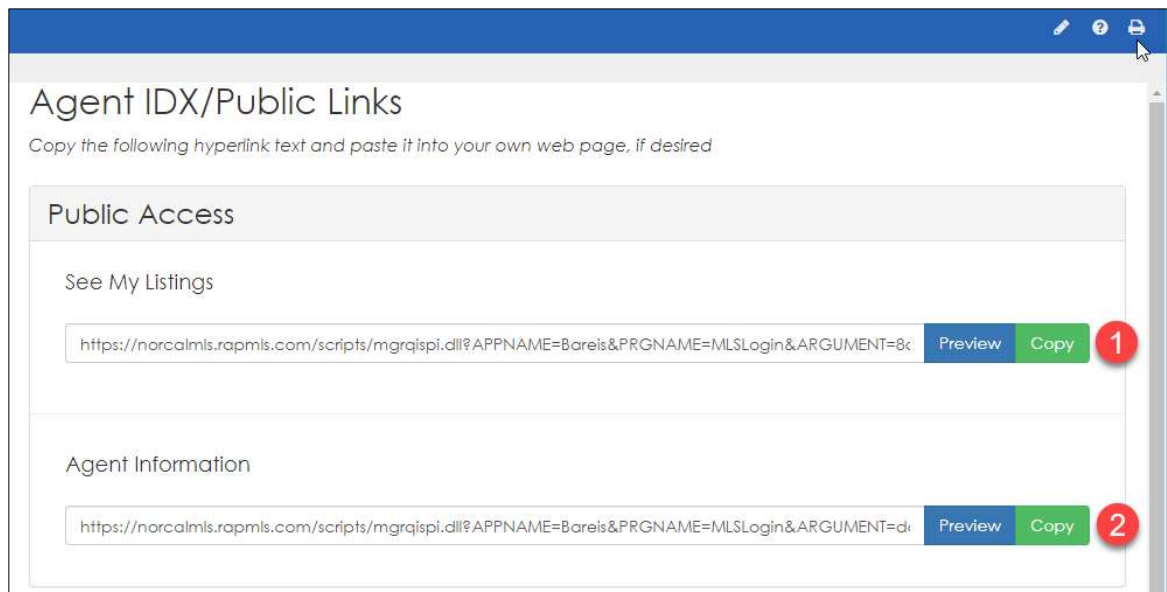 Agent IDX/Public Links
Copy the following hyperlink text and paste it into your own web page, if desired
Public Access
See My Listings
https://norcalmls.rapmls.com/scripts/mgrqispi.dll?APPNAME=Bareis&PRGNAME=MLSLogin&ARGUMENT=8c Preview Copy 1
Agent Information
https://norcalmls.rapmls.com/scripts/mgrqispi.dll?APPNAME=Bareis&PRGNAME=MLSLogin&ARGUMENT=d Preview Copy 2